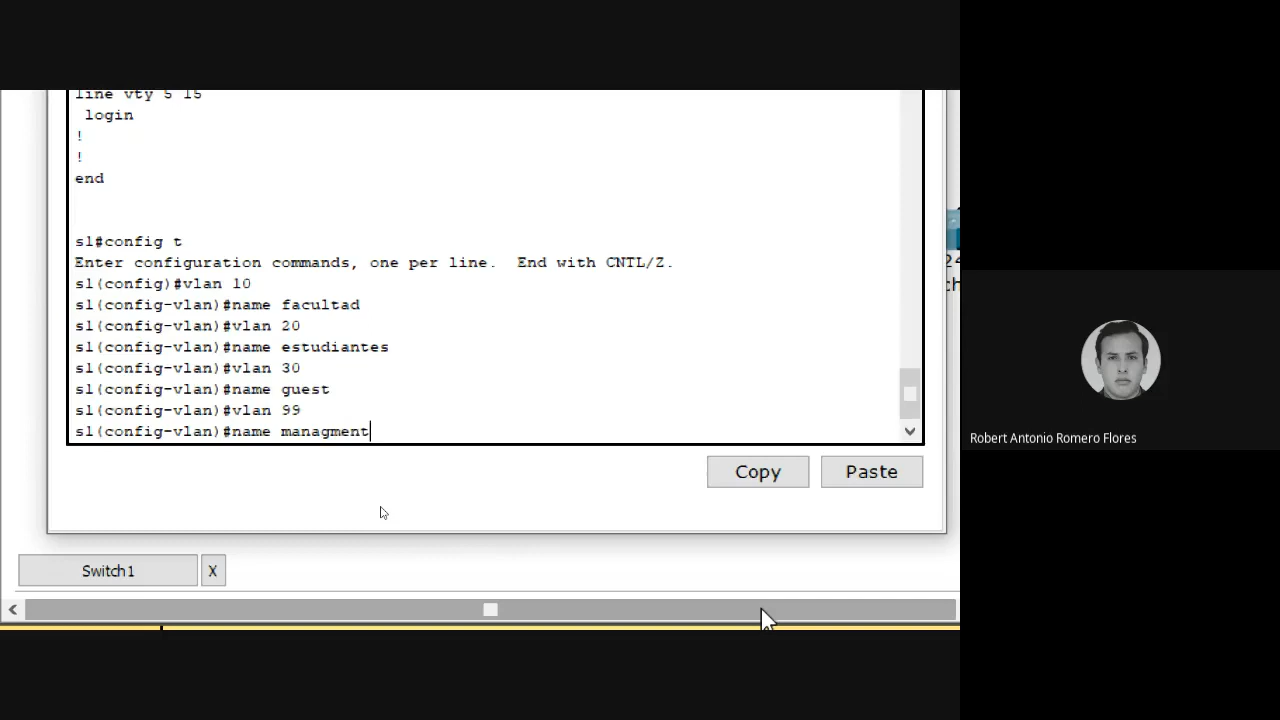 line vty 5 15
login
!
!
end
s1#config t
Enter configuration commands, one per line.  End with CNTL/Z.
s1(config)#vlan 10
s1(config-vlan)#name facultad
s1(config-vlan)#vlan 20
s1(config-vlan)#name estudiantes
s1(config-vlan)#vlan 30
s1(config-vlan)#name guest
s1(config-vlan)#vlan 99
s1(config-vlan)#name managment
Copy
Paste
Switch1
X
Robert Antonio Romero Flores